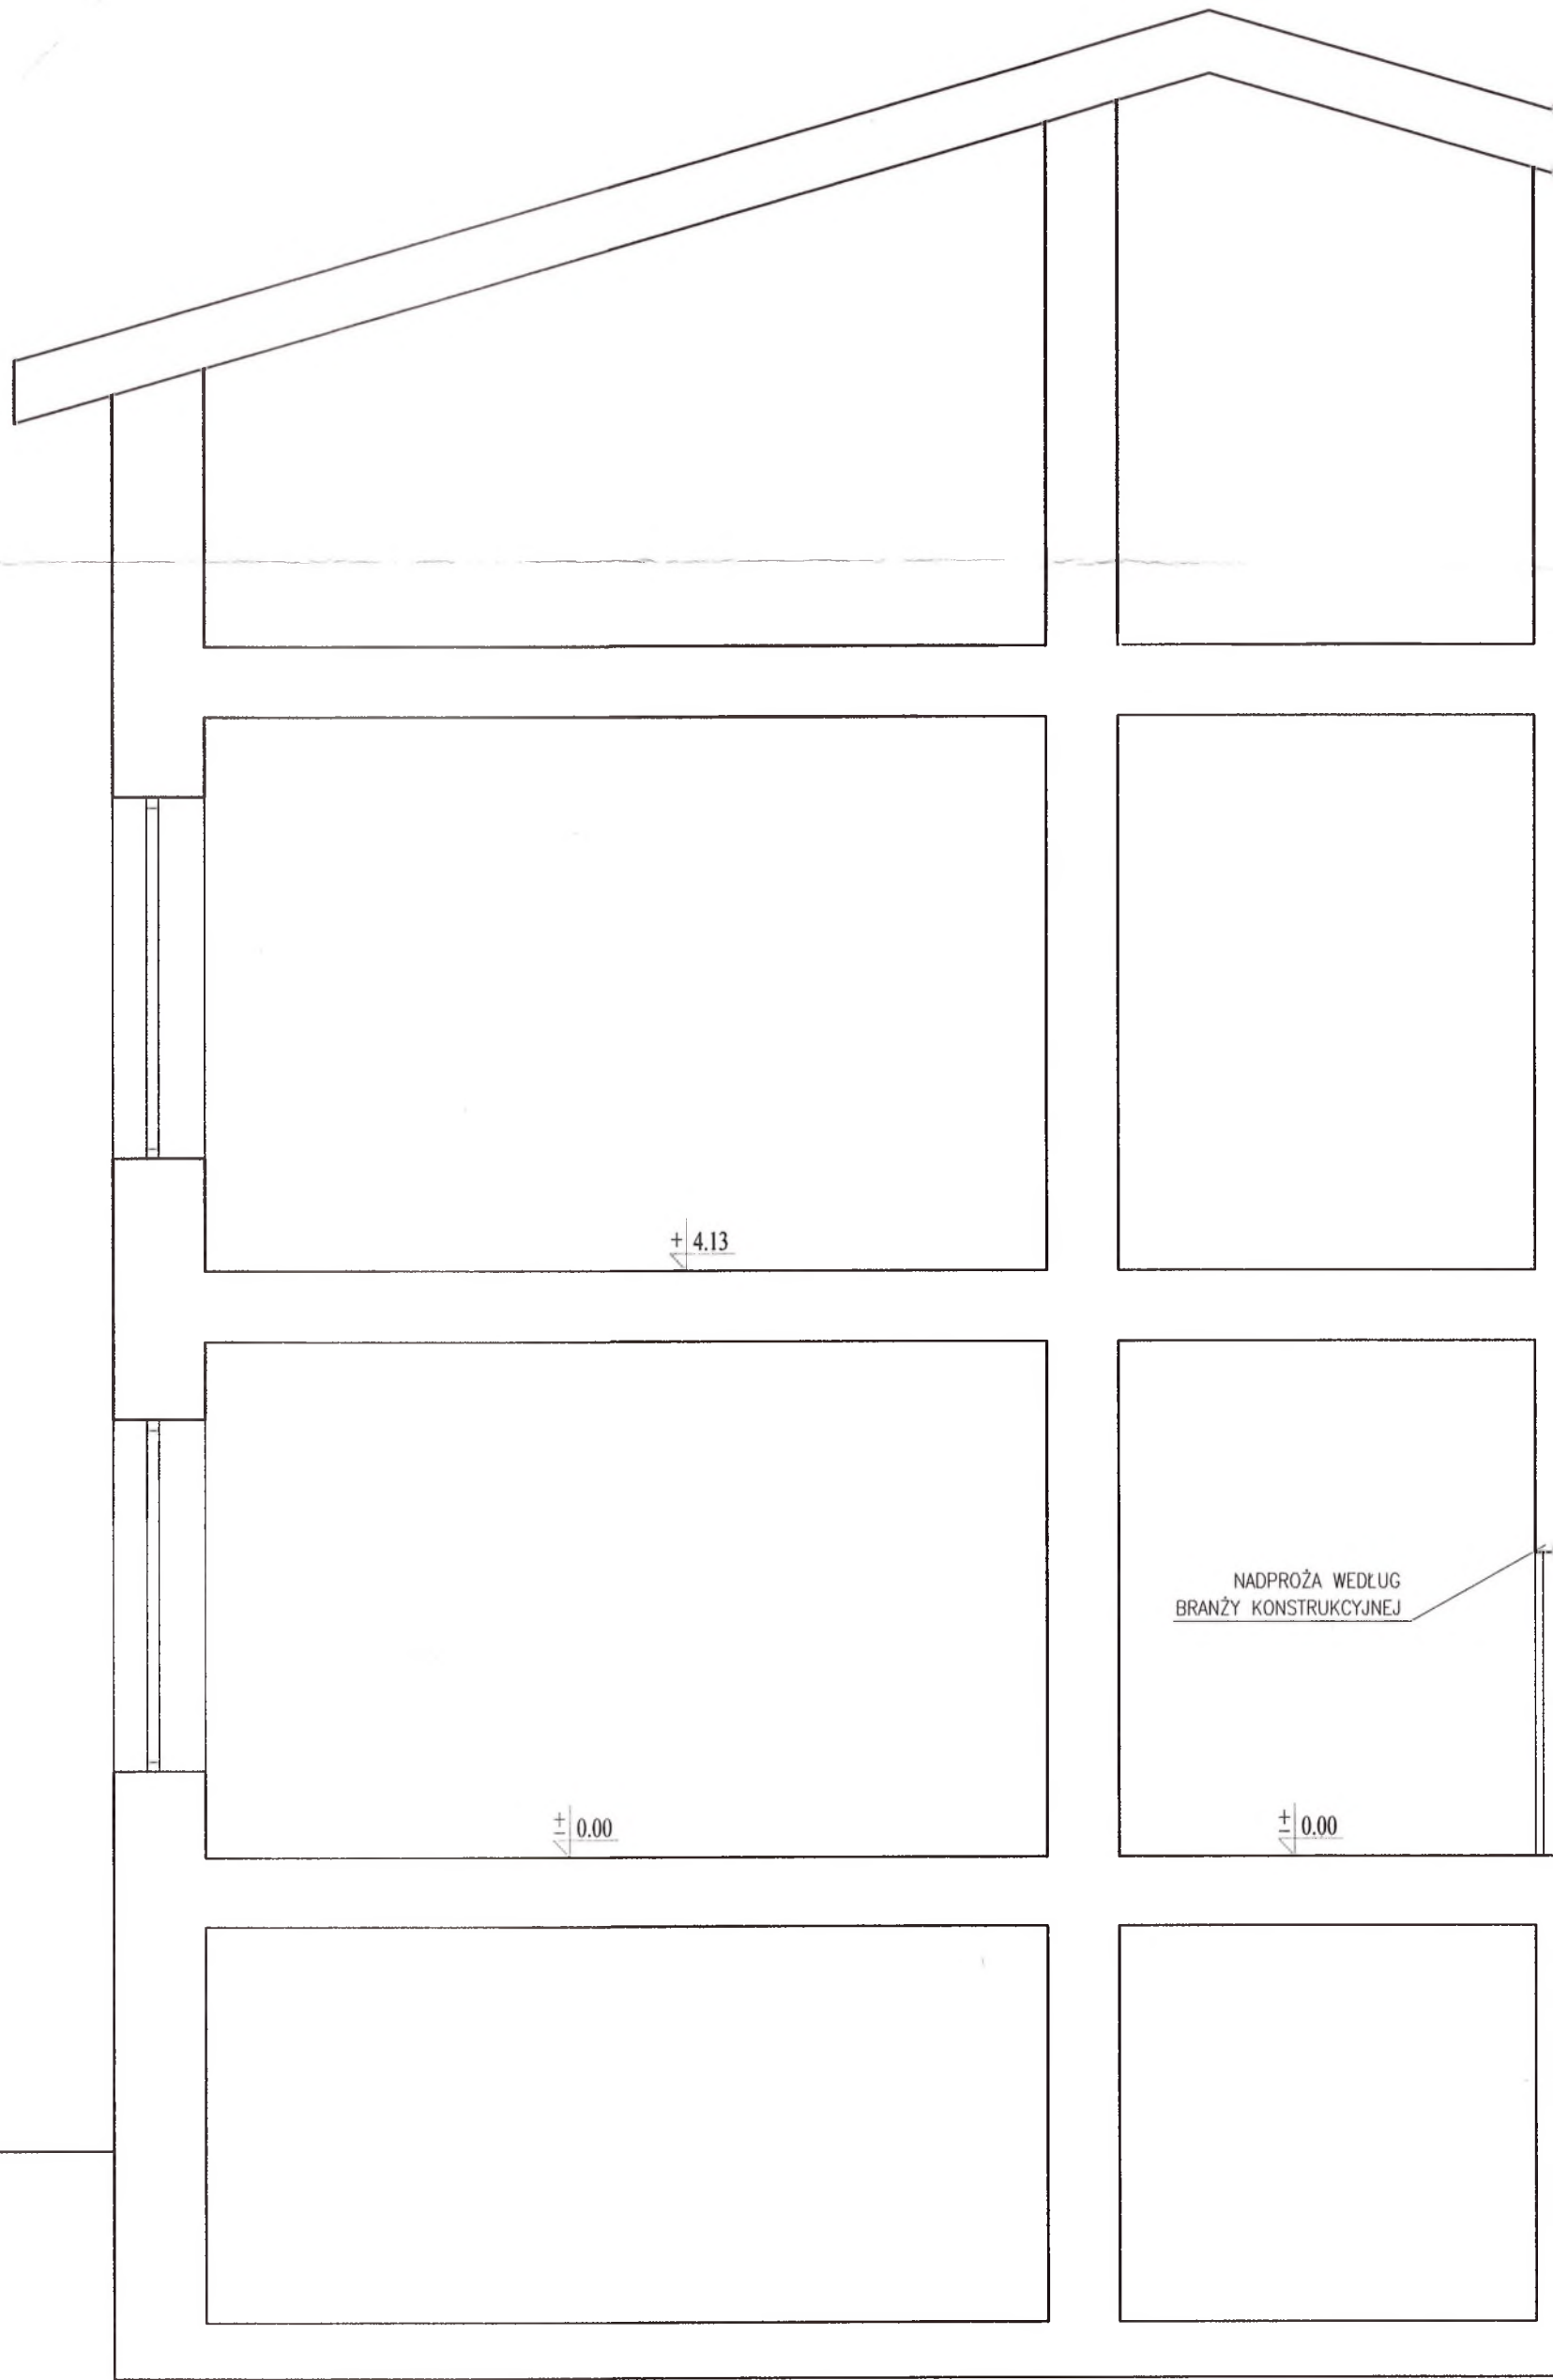 + 4.13
NADPROŻA WEDŁUG
BRANŻY KONSTRUKCYJNEJ
± 0.00
± 0.00